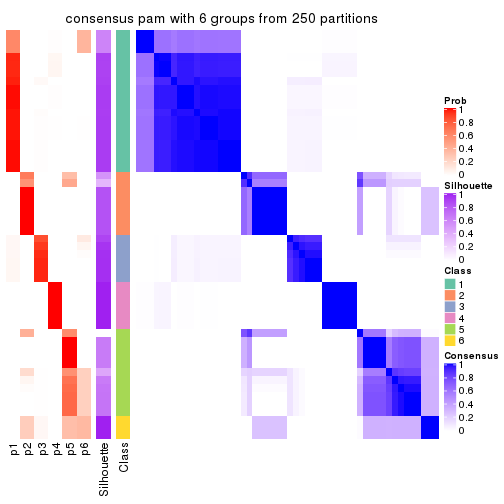 consensus pam with 6 groups from 250 partitions
Prob
1
0.8
0.6
0.4
0.2
0
Silhouette
1
0.8
0.6
0.4
0.2
0
Class
1
2
3
4
5
6
Consensus
1
0.8
0.6
0.4
0.2
0
p1
p2
p3
p4
p5
p6
Silhouette
Class